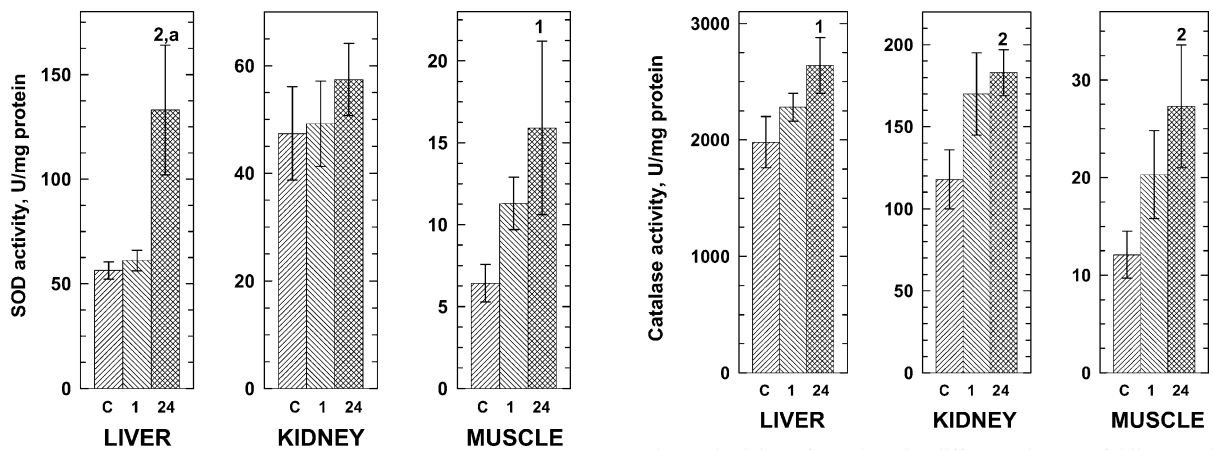 SOD activity, U/mg protein
150
100
50
0
2,a
C 1 24
LIVER
60
40
20
0
C 1 24
KIDNEY
20
15
10
5
0
1
C 1 24
MUSCLE
Catalase activity, U/mg protein
3000
2000
1000
0
1
C 1 24
LIVER
200
150
100
50
0
2
C 1 24
KIDNEY
30
20
10
0
2
C 1 24
MUSCLE